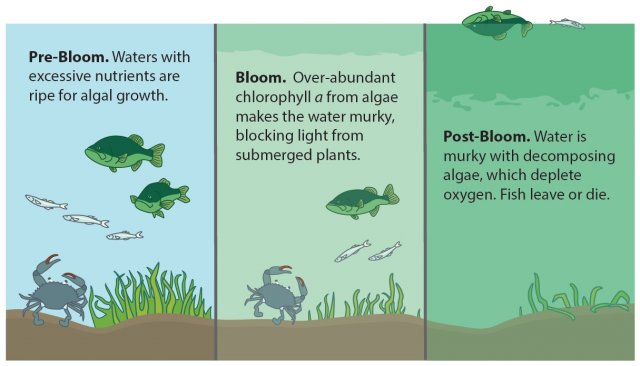 Pre-Bloom. Waters with
excessive nutrients are
ripe for algal growth.
Bloom. Over-abundant
chlorophyll a from algae
makes the water murky,
blocking light from
submerged plants.
Post-Bloom. Water is
murky with decomposing
algae, which deplete
oxygen. Fish leave or die.